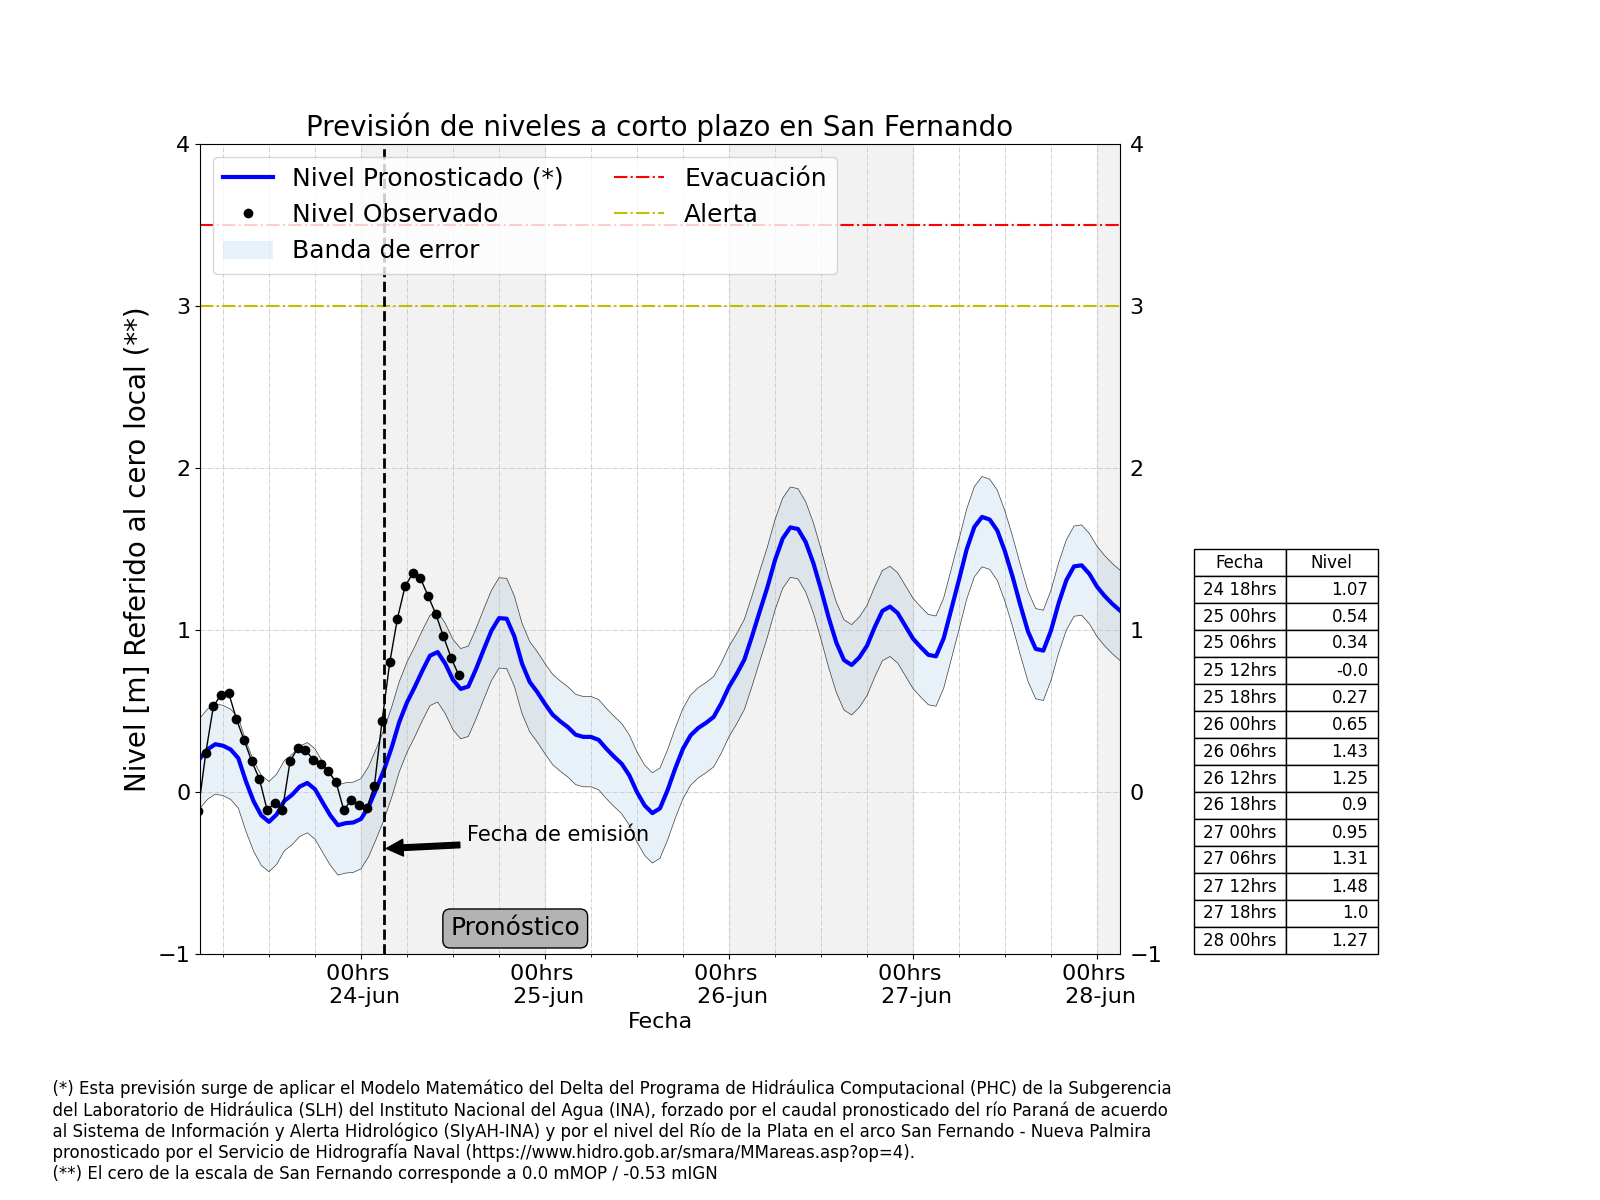 Previsión de niveles a corto plazo en San Fernando
Nivel Pronosticado (*)
Nivel Observado
Banda de error
Evacuación
Alerta
Nivel [m] Referido al cero local (**)
4
3
2
1
0
−1
4
3
2
1
0
−1
Fecha de emisión
Pronóstico
00hrs
24-jun
00hrs
25-jun
00hrs
26-jun
00hrs
27-jun
00hrs
28-jun
Fecha
Fecha Nivel
24 18hrs 1.07
25 00hrs 0.54
25 06hrs 0.34
25 12hrs -0.0
25 18hrs 0.27
26 00hrs 0.65
26 06hrs 1.43
26 12hrs 1.25
26 18hrs 0.9
27 00hrs 0.95
27 06hrs 1.31
27 12hrs 1.48
27 18hrs 1.0
28 00hrs 1.27
(*) Esta previsión surge de aplicar el Modelo Matemático del Delta del Programa de Hidráulica Computacional (PHC) de la Subgerencia
del Laboratorio de Hidráulica (SLH) del Instituto Nacional del Agua (INA), forzado por el caudal pronosticado del río Paraná de acuerdo
al Sistema de Información y Alerta Hidrológico (SIyAH-INA) y por el nivel del Río de la Plata en el arco San Fernando - Nueva Palmira
pronosticado por el Servicio de Hidrografía Naval (https://www.hidro.gob.ar/smara/MMareas.asp?op=4).
(**) El cero de la escala de San Fernando corresponde a 0.0 mMOP / -0.53 mIGN